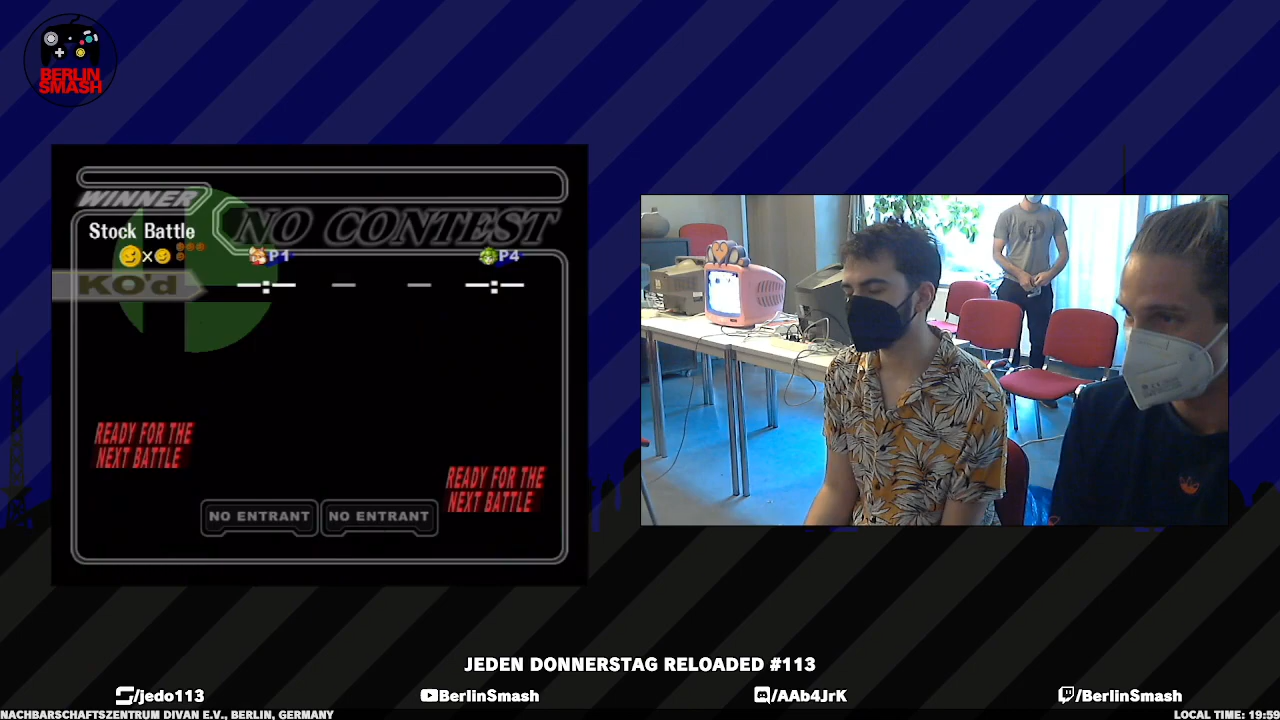 BERLIN
SMASH
WINNER
NO CONTEST
Stock Battle
P1
P4
KO'd
READY FOR THE
NEXT BATTLE
READY FOR THE
NEXT BATTLE
NO ENTRANT
NO ENTRANT
JEDEN DONNERSTAG RELOADED #113
/jedo113
BerlinSmash
/AAb4JrK
/BerlinSmash
NACHBARSCHAFTSZENTRUM DIVAN E.V., BERLIN, GERMANY
LOCAL TIME: 19:59